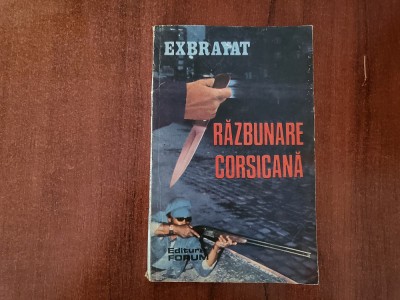 EXBRAYAT
RĂZBUNARE
CORSICANĂ
Editura
FORUM